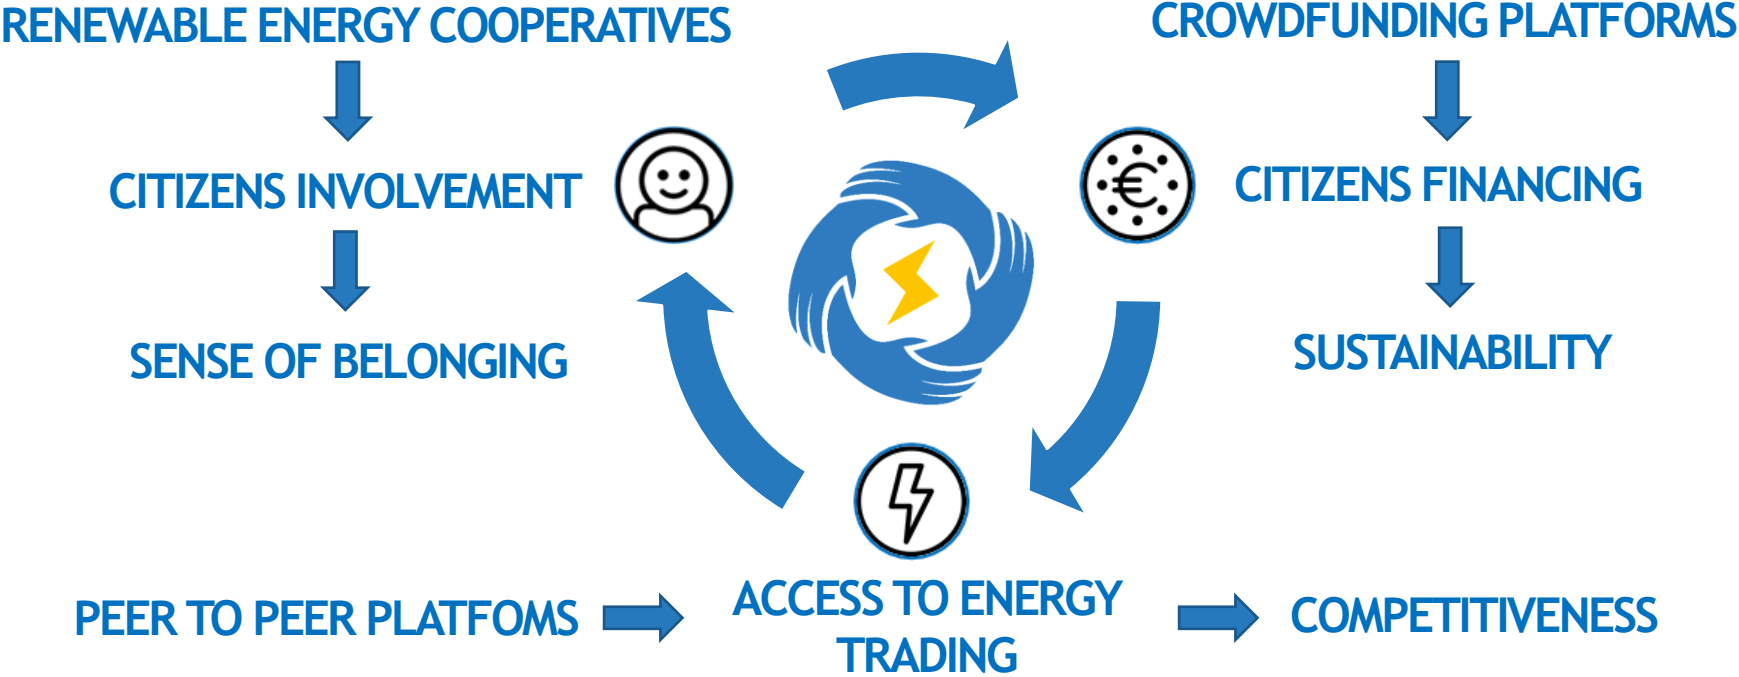 RENEWABLE ENERGY COOPERATIVES
CITIZENS INVOLVEMENT
SENSE OF BELONGING
CROWDFUNDING PLATFORMS
CITIZENS FINANCING
SUSTAINABILITY
PEER TO PEER PLATFOMS
ACCESS TO ENERGY
TRADING
COMPETITIVENESS